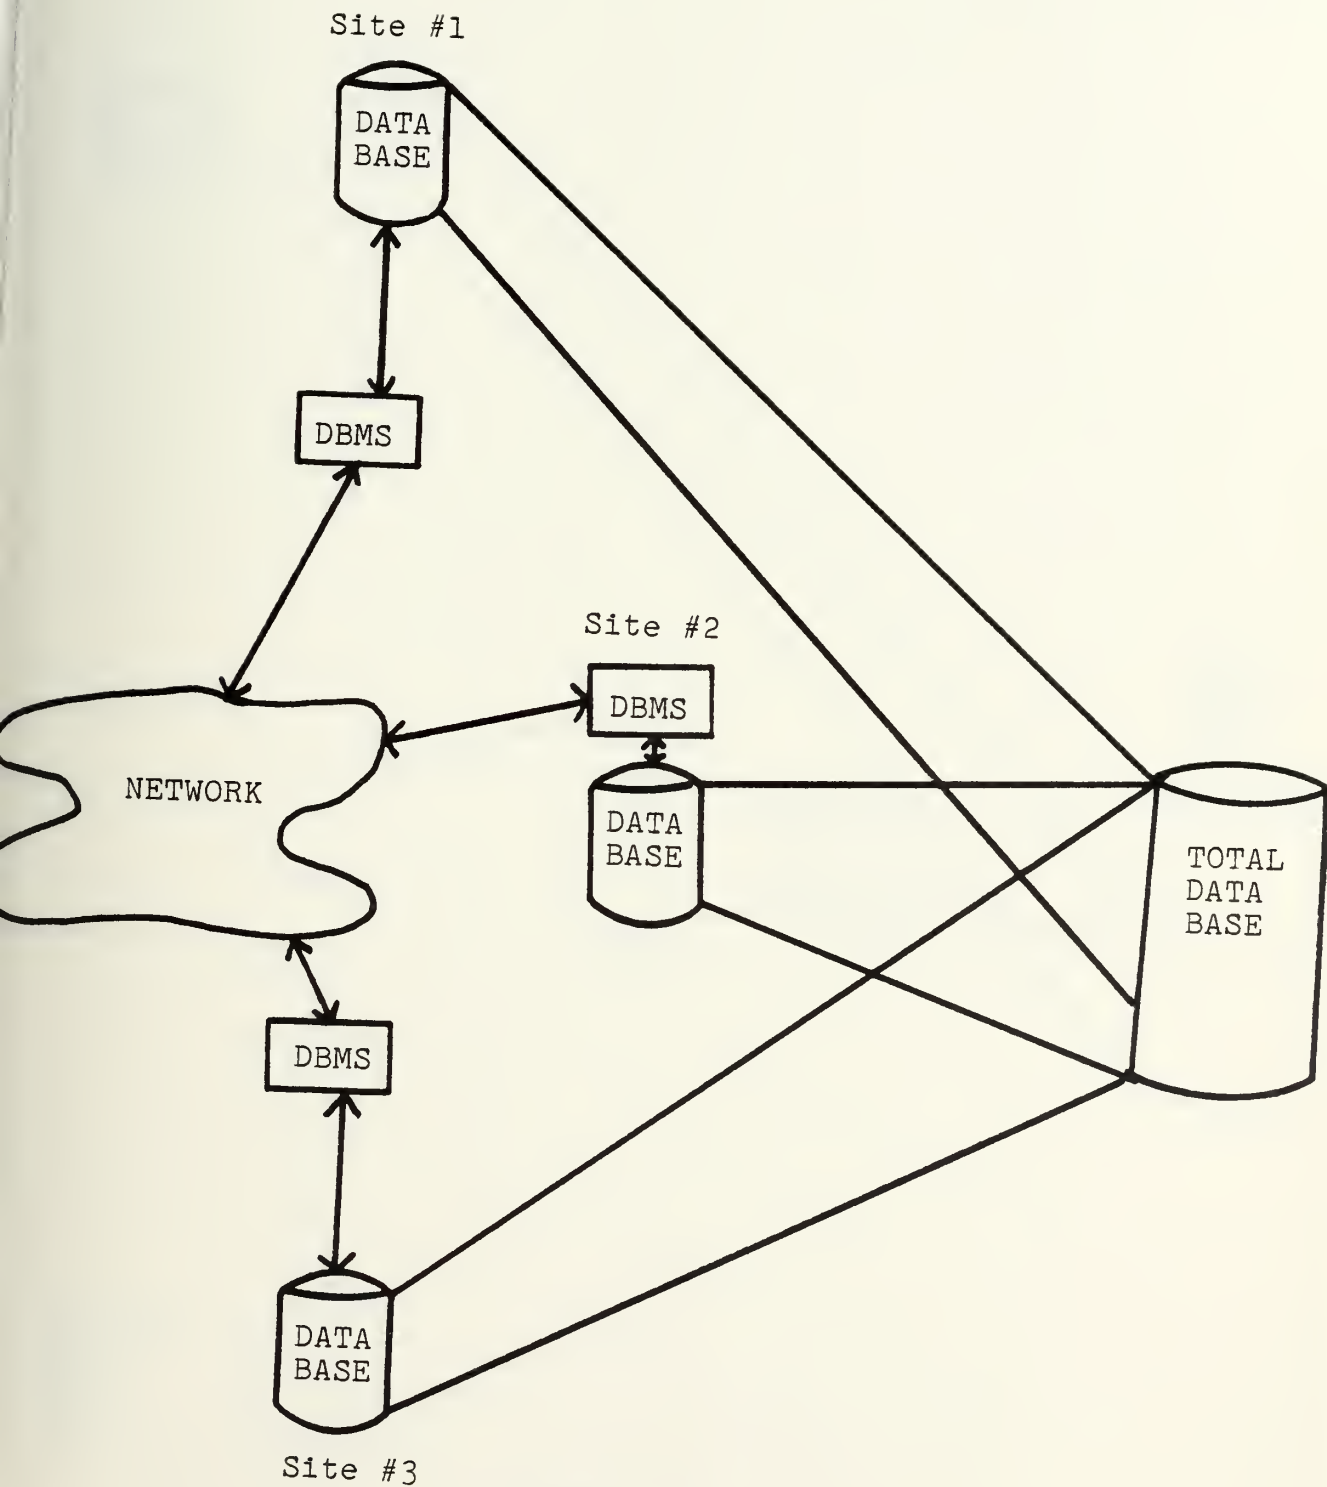 Site #1
DATA
BASE
DBMS
Site #2
DBMS
NETWORK
DATA
BASE
TOTAL
DATA
BASE
DBMS
DATA
BASE
Site #3